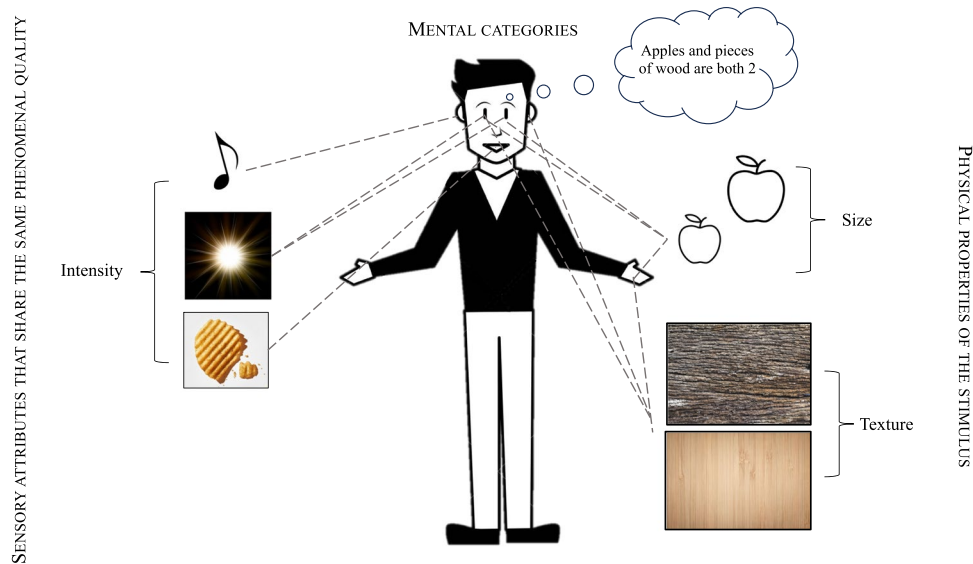 MENTAL CATEGORIES
Apples and pieces
of wood are both 2
SENSORY ATTRIBUTES THAT SHARE THE SAME PHENOMENAL QUALITY
Intensity
Size
Texture
PHYSICAL PROPERTIES OF THE STIMULUS